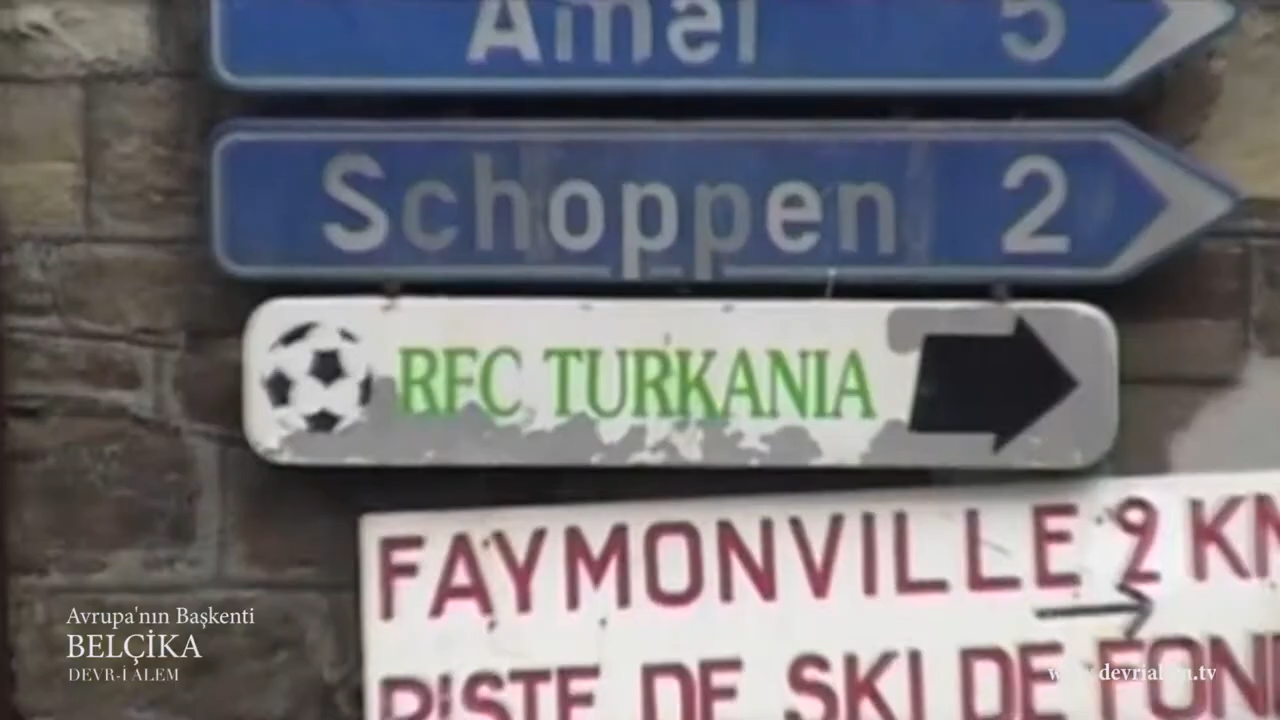 Amel 5
Schoppen 2
RFC TURKANIA
FAYMONVILLE 2 KM
PISTE DE SKI DE FOND
Avrupa'nın Başkenti
BELÇİKA
DEVR-İ ALEM
www.devrialem.tv